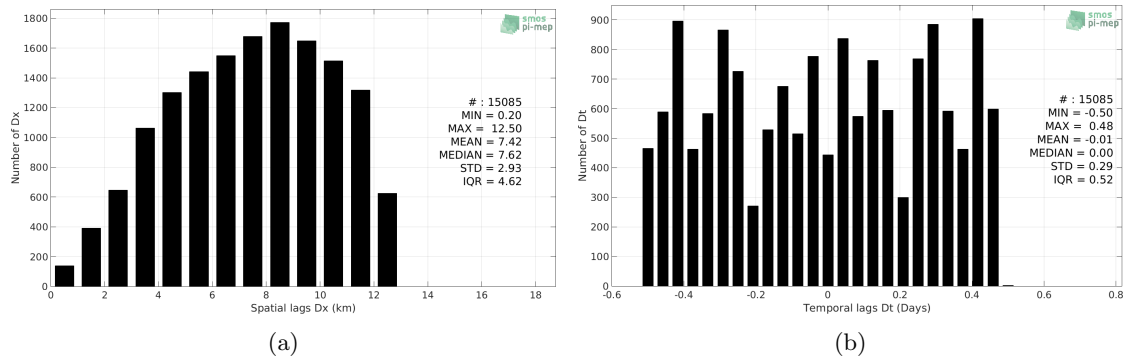 smos
pi-mep
1800
1600
1400
1200
1000
800
600
400
200
0
Number of Dx
# : 15085
MIN = 0.20
MAX = 12.50
MEAN = 7.42
MEDIAN = 7.62
STD = 2.93
IQR = 4.62
0 2 4 6 8 10 12 14 16 18
Spatial lags Dx (km)
(a)
smos
pi-mep
900
800
700
600
500
400
300
200
100
0
Number of Dt
# : 15085
MIN = -0.50
MAX = 0.48
MEAN = -0.01
MEDIAN = 0.00
STD = 0.29
IQR = 0.52
-0.6 -0.4 -0.2 0 0.2 0.4 0.6 0.8
Temporal lags Dt (Days)
(b)